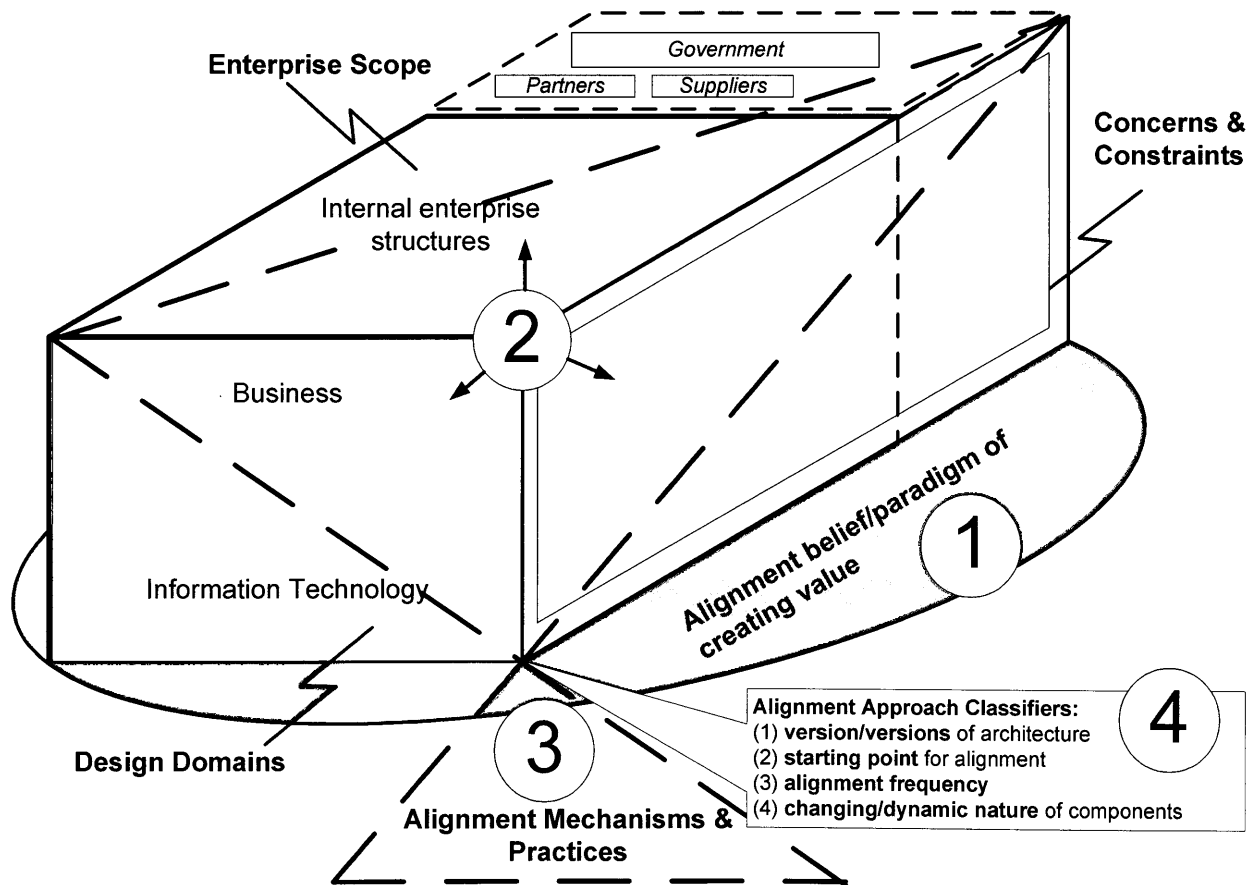 Government
Enterprise Scope
Partners
Suppliers
Concerns &
Constraints
Internal enterprise
structures
2
Business
Alignment belief/paradigm of
creating value
1
Information Technology
4
Alignment Approach Classifiers:
(1) version/versions of architecture
(2) starting point for alignment
(3) alignment frequency
(4) changing/dynamic nature of components
3
Design Domains
Alignment Mechanisms &
Practices